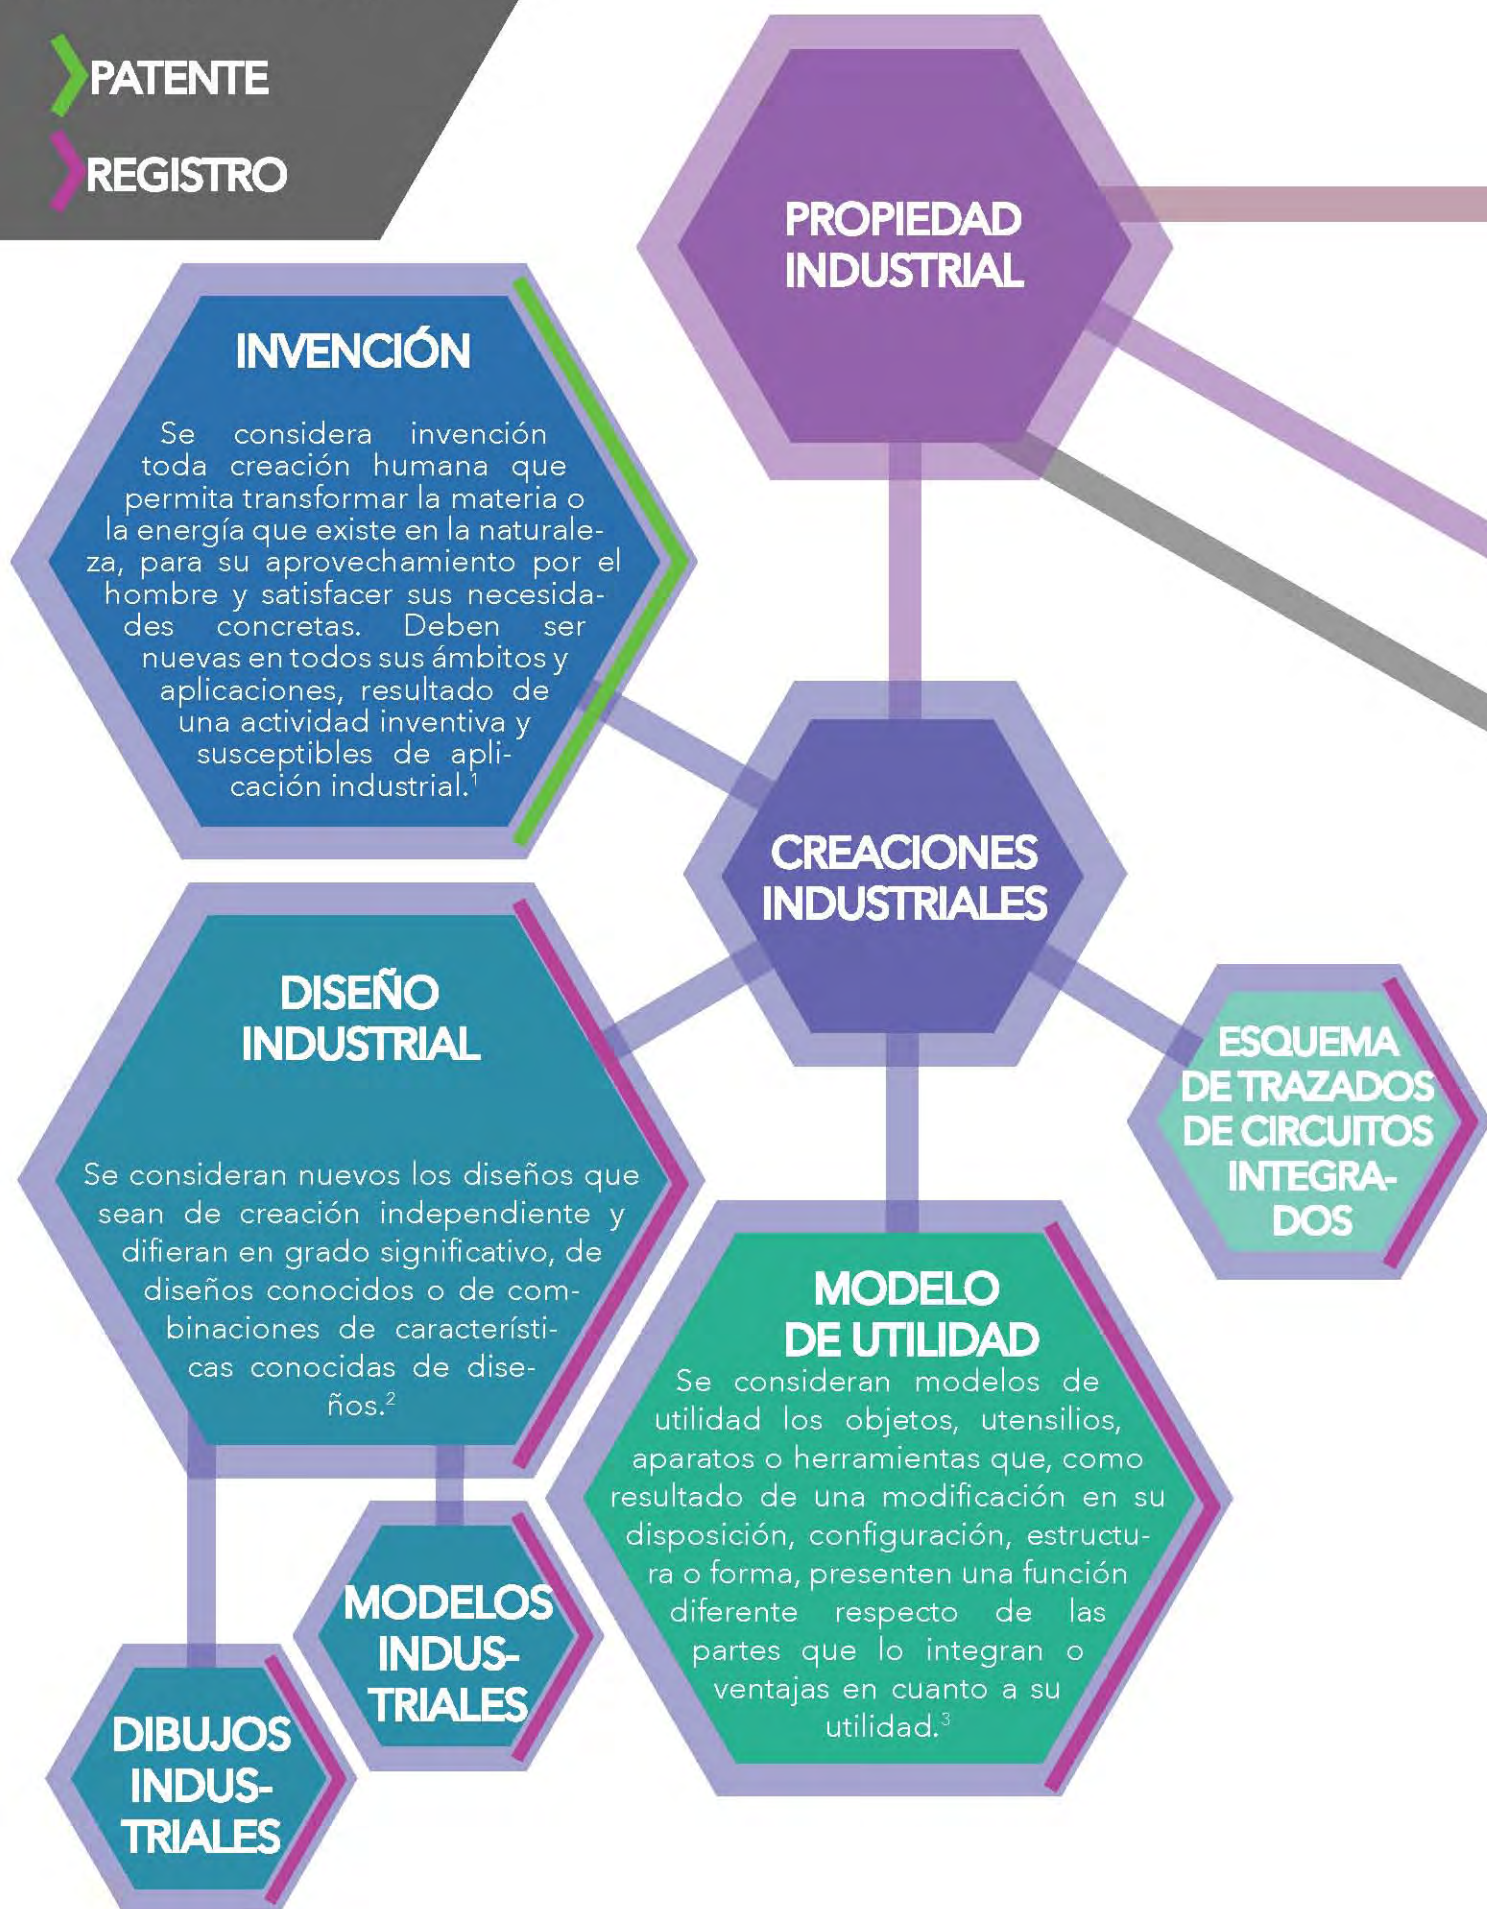 PATENTE
REGISTRO
PROPIEDAD
INDUSTRIAL
INVENCIÓN
Se considera invención
toda creación humana que
permita transformar la materia o
la energía que existe en la naturale-
za, para su aprovechamiento por el
hombre y satisfacer sus necesida-
des concretas. Deben ser
nuevas en todos sus ámbitos y
aplicaciones, resultado de
una actividad inventiva y
susceptibles de apli-
cación industrial.¹
CREACIONES
INDUSTRIALES
DISEÑO
INDUSTRIAL
Se consideran nuevos los diseños que
sean de creación independiente y
difieran en grado significativo, de
diseños conocidos o de com-
binaciones de característi-
cas conocidas de dise-
ños.²
ESQUEMA
DE TRAZADOS
DE CIRCUITOS
INTEGRA-
DOS
MODELO
DE UTILIDAD
Se consideran modelos de
utilidad los objetos, utensilios,
aparatos o herramientas que, como
resultado de una modificación en su
disposición, configuración, estructu-
ra o forma, presenten una función
diferente respecto de las
partes que lo integran o
ventajas en cuanto a su
utilidad.³
MODELOS
INDUS-
TRIALES
DIBUJOS
INDUS-
TRIALES